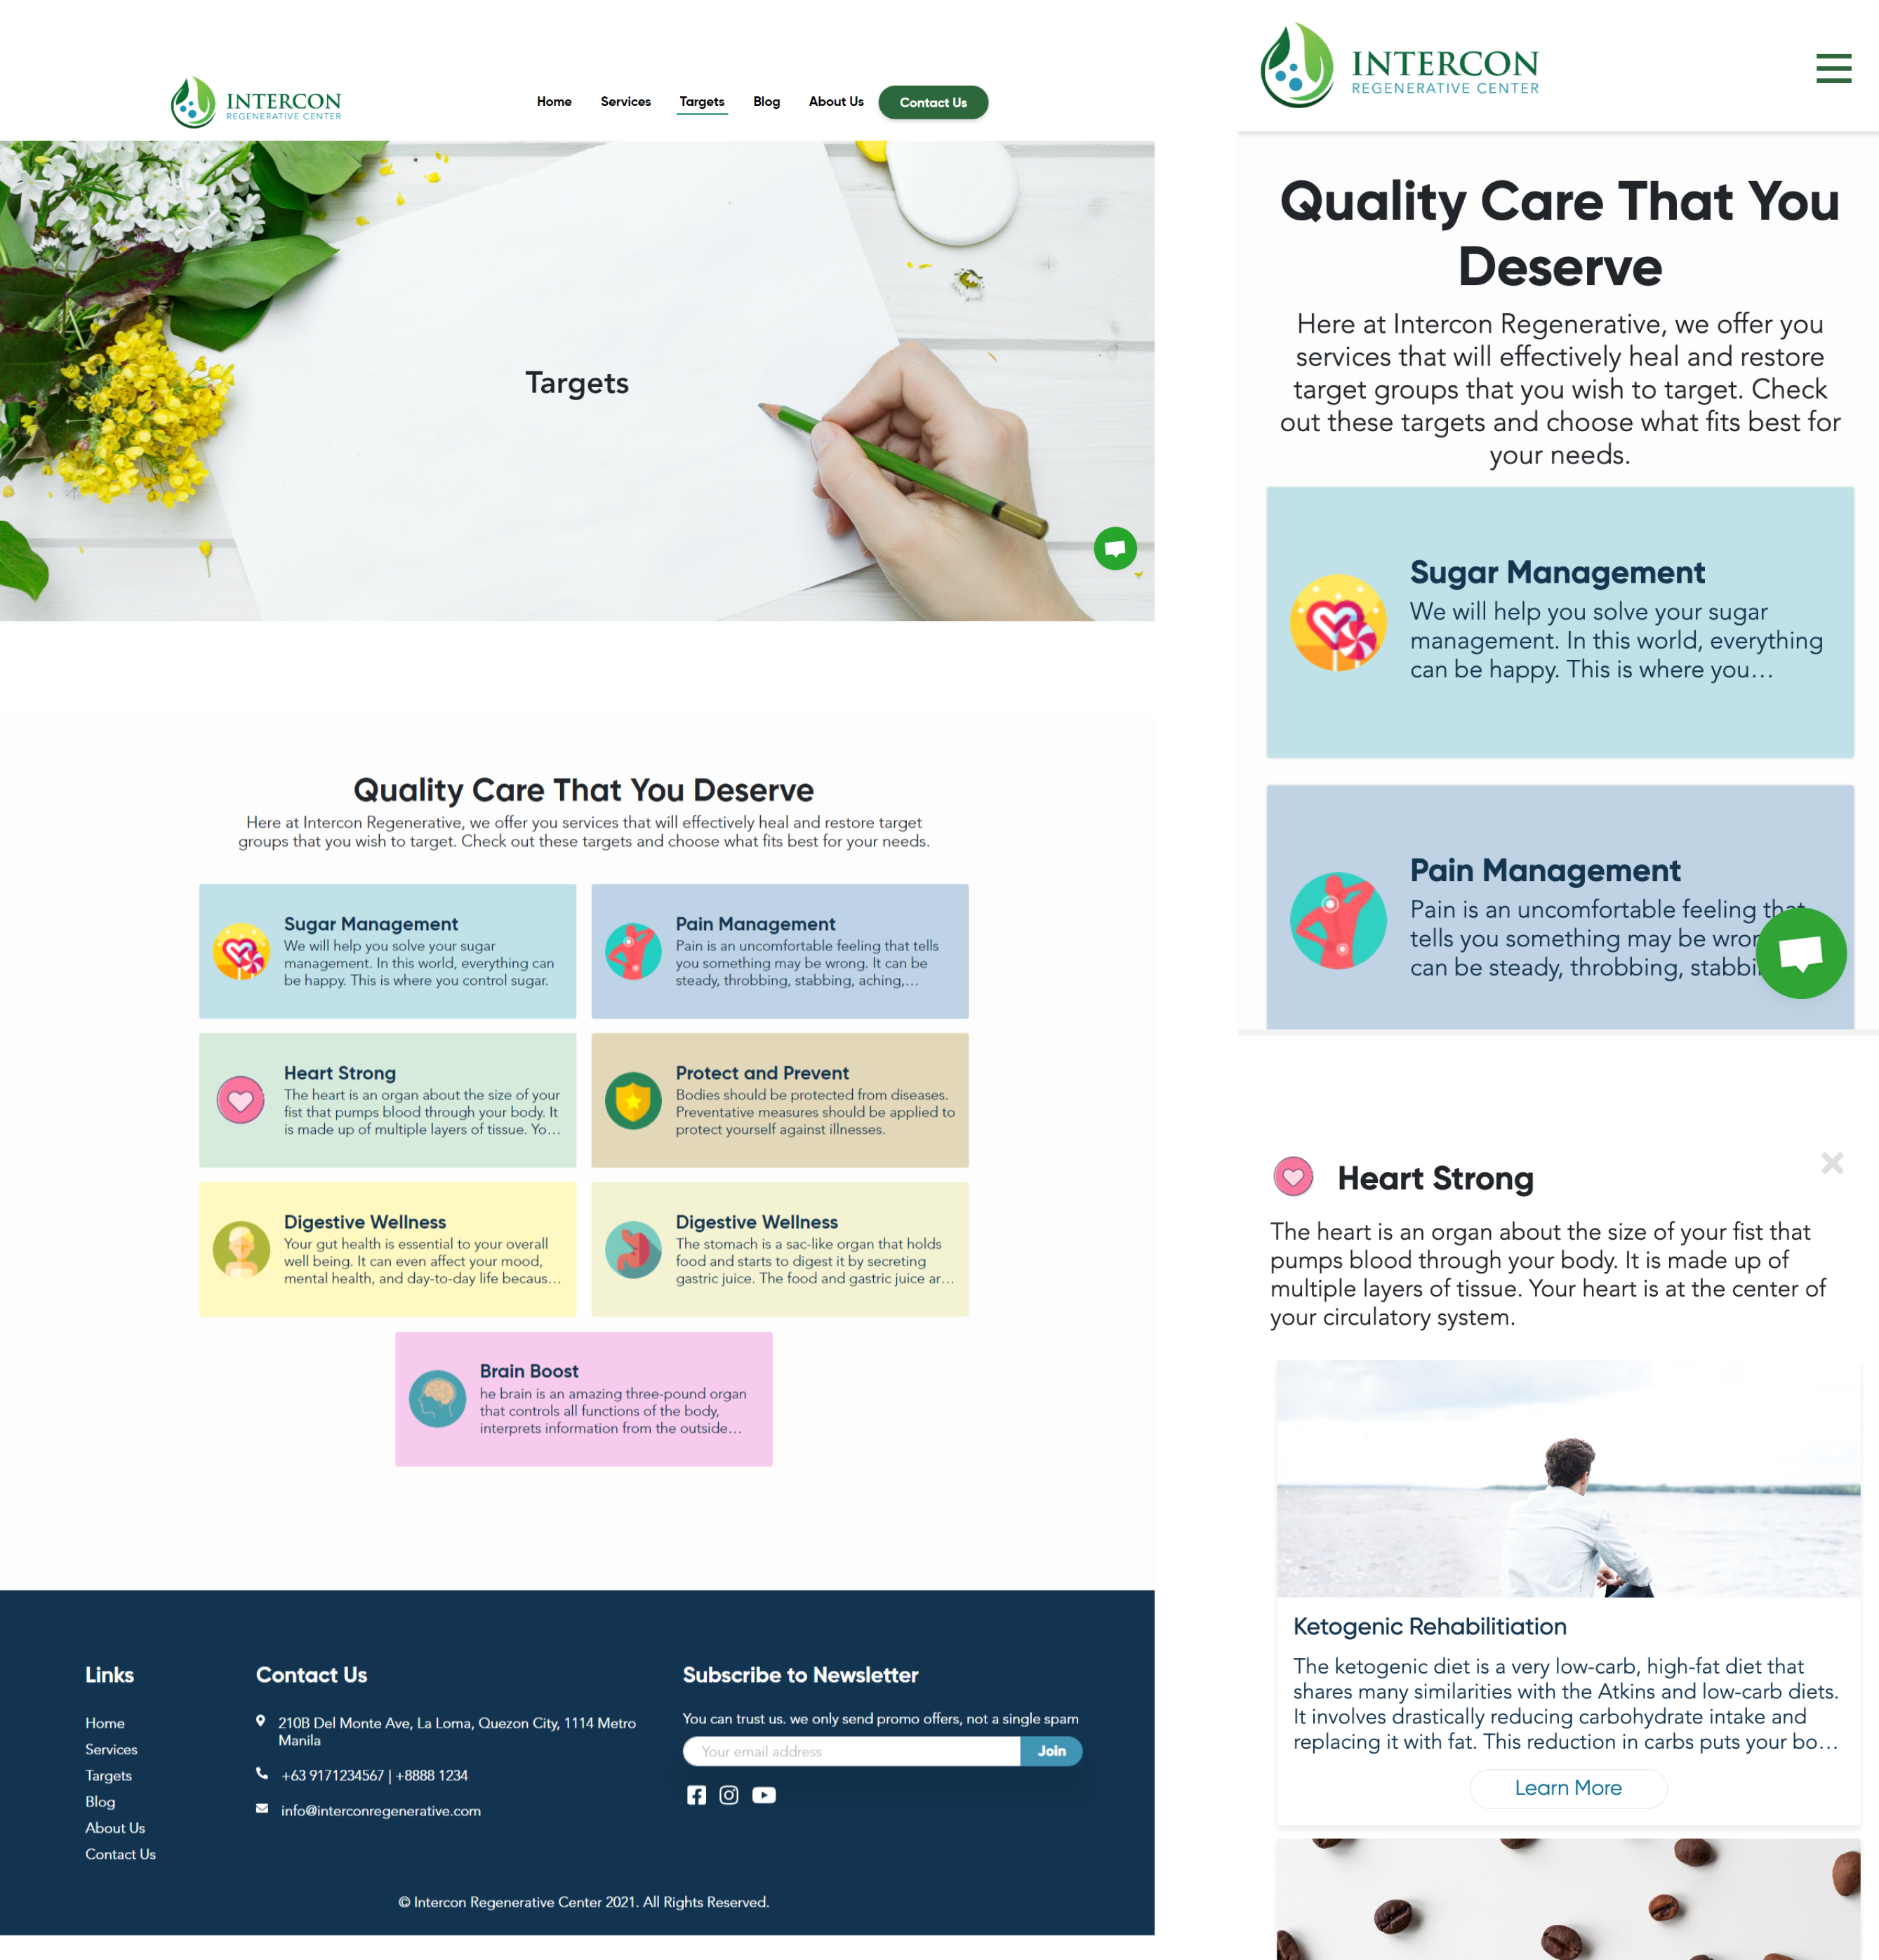 INTERCON
REGENERATIVE CENTER
Home
Services
Targets
Blog
About Us
Contact Us
Targets
Quality Care That You Deserve
Here at Intercon Regenerative, we offer you services that will effectively heal and restore target
groups that you wish to target. Check out these targets and choose what fits best for your needs.
Sugar Management
We will help you solve your sugar
management. In this world, everything can
be happy. This is where you control sugar.
Pain Management
Pain is an uncomfortable feeling that tells
you something may be wrong. It can be
steady, throbbing, stabbing, aching,...
Heart Strong
The heart is an organ about the size of your
fist that pumps blood through your body. It
is made up of multiple layers of tissue. Yo...
Protect and Prevent
Bodies should be protected from diseases.
Preventative measures should be applied to
protect yourself against illnesses.
Digestive Wellness
Your gut health is essential to your overall
well being. It can even affect your mood,
mental health, and day-to-day life becaus...
Digestive Wellness
The stomach is a sac-like organ that holds
food and starts to digest it by secreting
gastric juice. The food and gastric juice ar...
Brain Boost
he brain is an amazing three-pound organ
that controls all functions of the body,
interprets information from the outside...
Links
Home
Services
Targets
Blog
About Us
Contact Us
Contact Us
210B Del Monte Ave, La Loma, Quezon City, 1114 Metro
Manila
+63 9171234567 | +8888 1234
info@interconregenerative.com
Subscribe to Newsletter
You can trust us. we only send promo offers, not a single spam
Your email address
Join
© Intercon Regenerative Center 2021. All Rights Reserved.
INTERCON
REGENERATIVE CENTER
Quality Care That You
Deserve
Here at Intercon Regenerative, we offer you
services that will effectively heal and restore
target groups that you wish to target. Check
out these targets and choose what fits best for
your needs.
Sugar Management
We will help you solve your sugar
management. In this world, everything
can be happy. This is where you...
Pain Management
Pain is an uncomfortable feeling that
tells you something may be wron
can be steady, throbbing, stabbi
Heart Strong
The heart is an organ about the size of your fist that
pumps blood through your body. It is made up of
multiple layers of tissue. Your heart is at the center of
your circulatory system.
Ketogenic Rehabilitiation
The ketogenic diet is a very low-carb, high-fat diet that
shares many similarities with the Atkins and low-carb diets.
It involves drastically reducing carbohydrate intake and
replacing it with fat. This reduction in carbs puts your bo...
Learn More